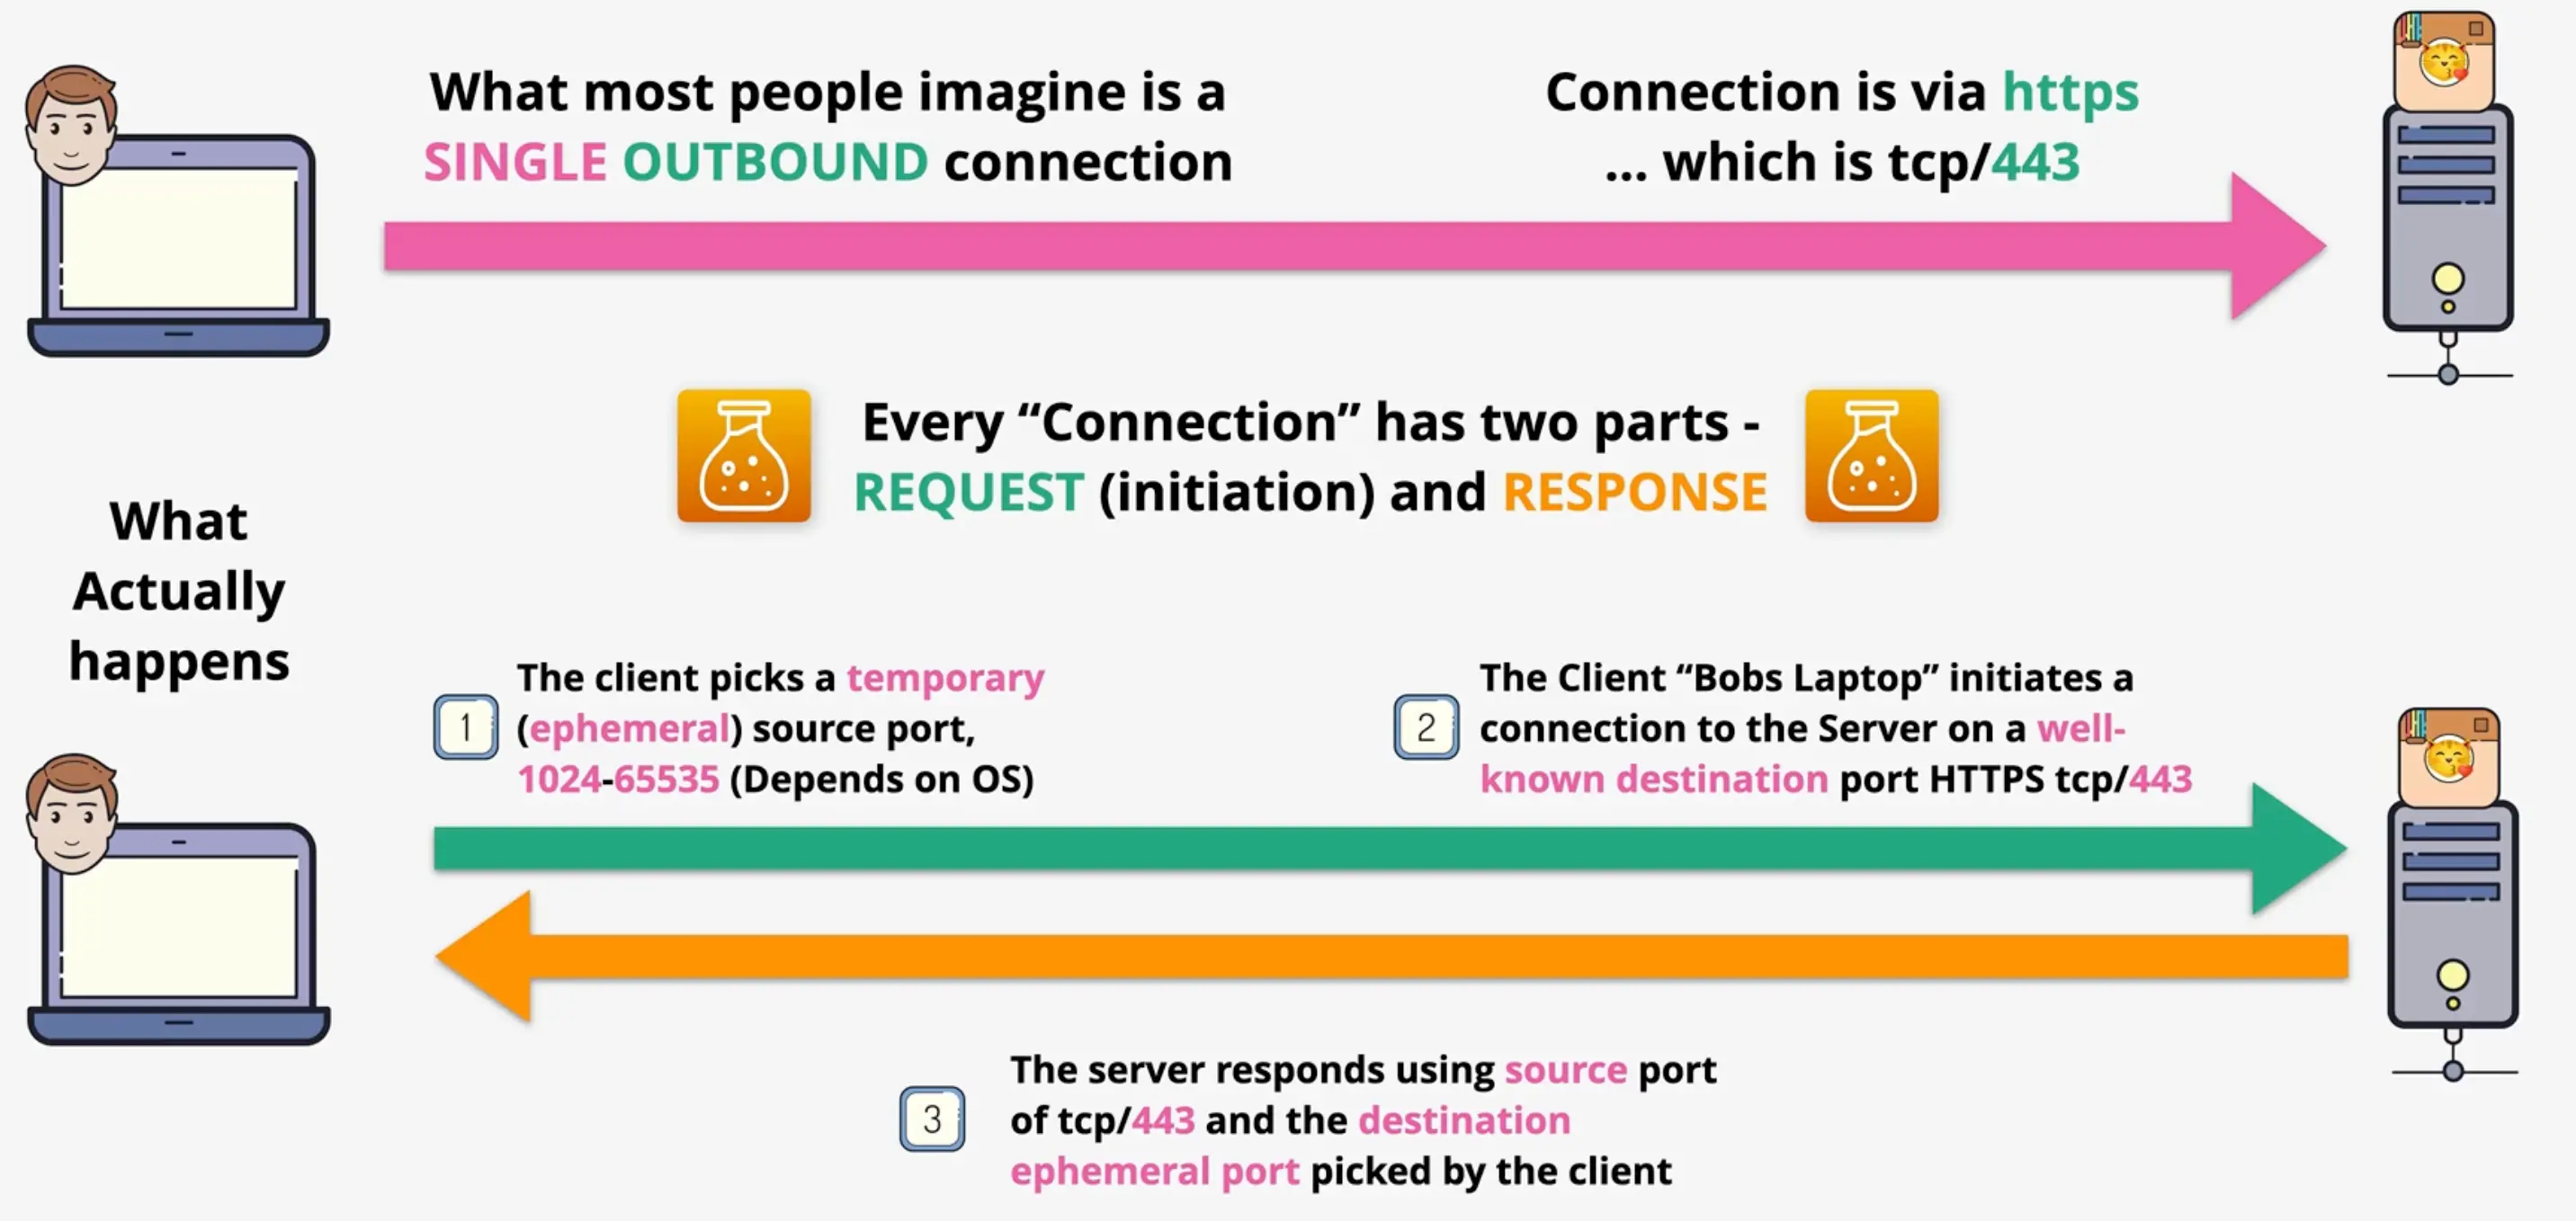 What most people imagine is a
SINGLE OUTBOUND connection
Connection is via https
... which is tcp/443
Every “Connection” has two parts -
REQUEST (initiation) and RESPONSE
What
Actually
happens
1
The client picks a temporary
(ephemeral) source port,
1024-65535 (Depends on OS)
2
The Client “Bobs Laptop” initiates a
connection to the Server on a well-
known destination port HTTPS tcp/443
3
The server responds using source port
of tcp/443 and the destination
ephemeral port picked by the client